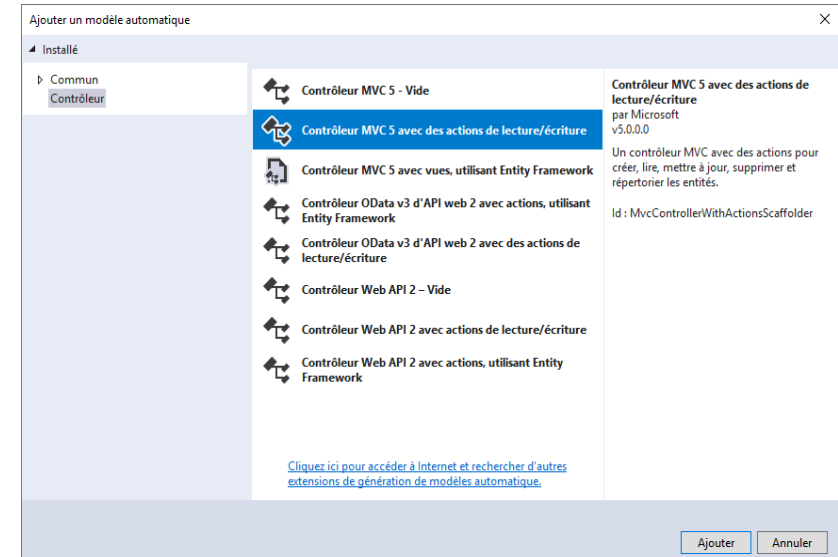 Ajouter un modèle automatique
Installé
Commun
Contrôleur
Contrôleur MVC 5 - Vide
Contrôleur MVC 5 avec des actions de lecture/écriture
Contrôleur MVC 5 avec vues, utilisant Entity Framework
Contrôleur OData v3 d'API web 2 avec actions, utilisant
Entity Framework
Contrôleur OData v3 d'API web 2 avec des actions de
lecture/écriture
Contrôleur Web API 2 – Vide
Contrôleur Web API 2 avec actions de lecture/écriture
Contrôleur Web API 2 avec actions, utilisant Entity
Framework
Cliquez ici pour accéder à Internet et rechercher d'autres
extensions de génération de modèles automatique.
Contrôleur MVC 5 avec des actions de
lecture/écriture
par Microsoft
v5.0.0.0
Un contrôleur MVC avec des actions pour
créer, lire, mettre à jour, supprimer et
répertorier les entités.
Id : MvcControllerWithActionsScaffolder
Ajouter
Annuler